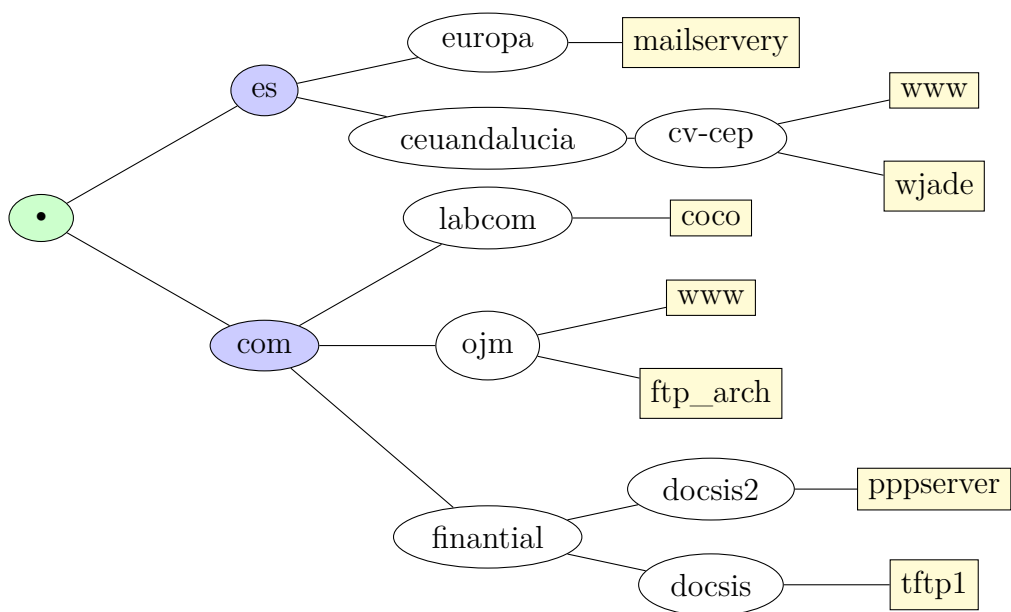 •
es
europa
mailservery
ceuandalucia
cv-cep
www
wjade
com
labcom
coco
ojm
www
ftp_arch
finantial
docsis2
pppserver
docsis
tftp1